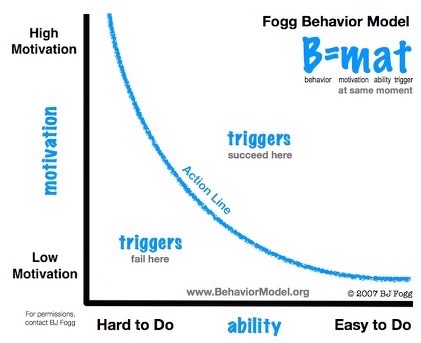 Fogg Behavior Model
B=mat
behavior motivation ability trigger
at same moment
High
Motivation
motivation
triggers
succeed here
Action Line
triggers
fail here
Low
Motivation
www.BehaviorModel.org
© 2007 BJ Fogg
For permissions,
contact BJ Fogg
Hard to Do
ability
Easy to Do